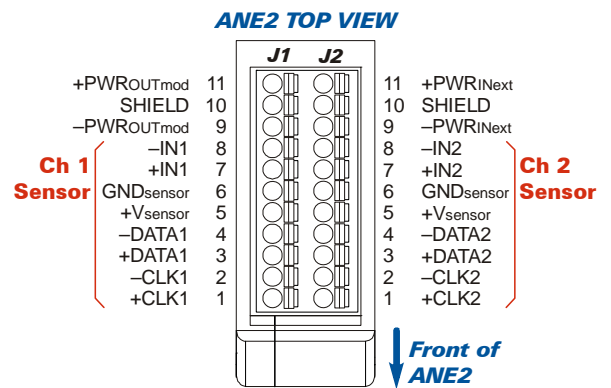 ANE2 TOP VIEW
J1 J2
+PWROUTmod 11 11 +PWRINext
SHIELD 10 10 SHIELD
–PWROUTmod 9 9 –PWRINext
–IN1 8 8 –IN2
Ch 1 +IN1 7 7 +IN2 Ch 2
Sensor GNDsensor 6 6 GNDsensor Sensor
+Vsensor 5 5 +Vsensor
–DATA1 4 4 –DATA2
+DATA1 3 3 +DATA2
–CLK1 2 2 –CLK2
+CLK1 1 1 +CLK2
Front of
ANE2